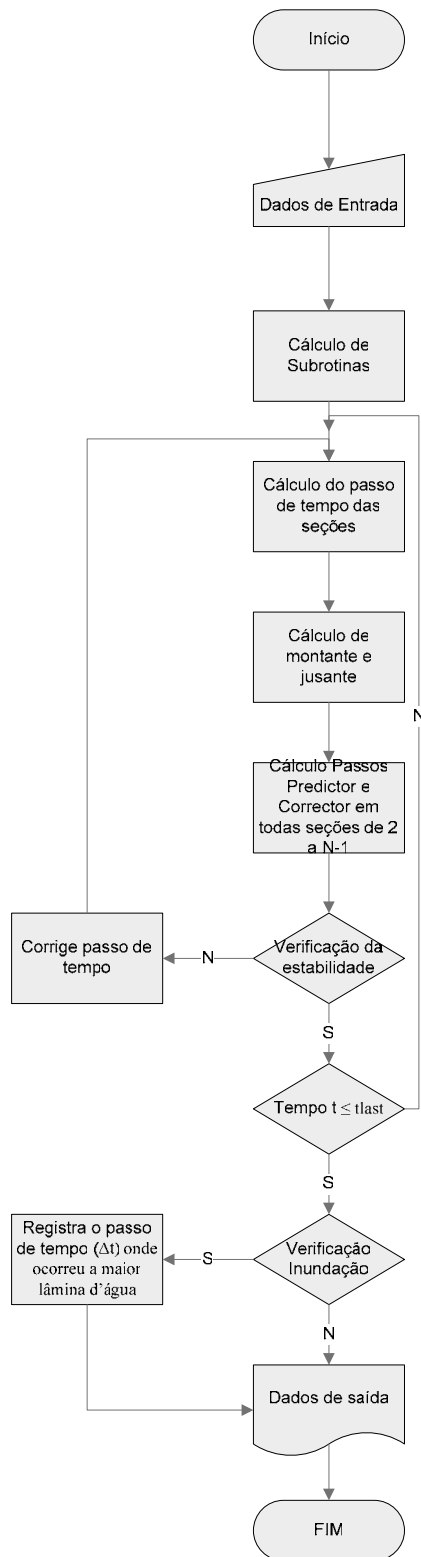 Início
Dados de Entrada
Cálculo de
Subrotinas
Cálculo do passo
de tempo das
seções
Cálculo de
montante e
jusante
N
Cálculo Passos
Predictor e
Corrector em
todas seções de 2
a N-1
Corrige passo de
tempo
N
Verificação da
estabilidade
S
Tempo t ≤ tlast
S
Registra o passo
de tempo (Δt) onde
ocorreu a maior
lâmina d’água
S
Verificação
Inundação
N
Dados de saída
FIM